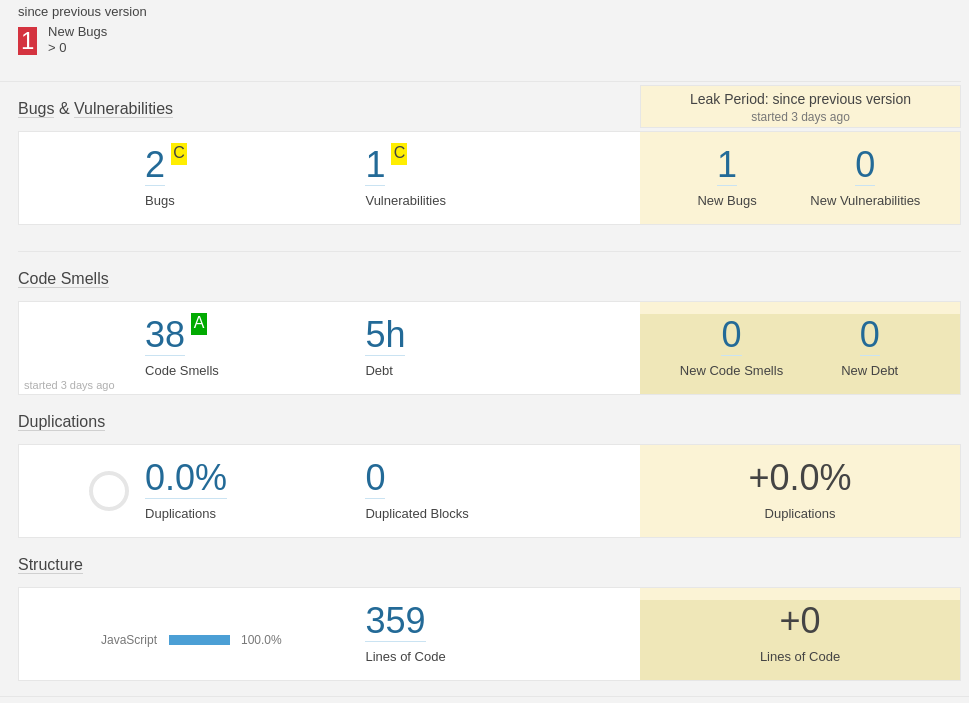 since previous version
1
New Bugs
> 0
Bugs & Vulnerabilities
Leak Period: since previous version
started 3 days ago
2 C
Bugs
1 C
Vulnerabilities
1
New Bugs
0
New Vulnerabilities
Code Smells
38 A
Code Smells
5h
Debt
0
New Code Smells
0
New Debt
started 3 days ago
Duplications
0.0%
Duplications
0
Duplicated Blocks
+0.0%
Duplications
Structure
JavaScript 100.0%
359
Lines of Code
+0
Lines of Code